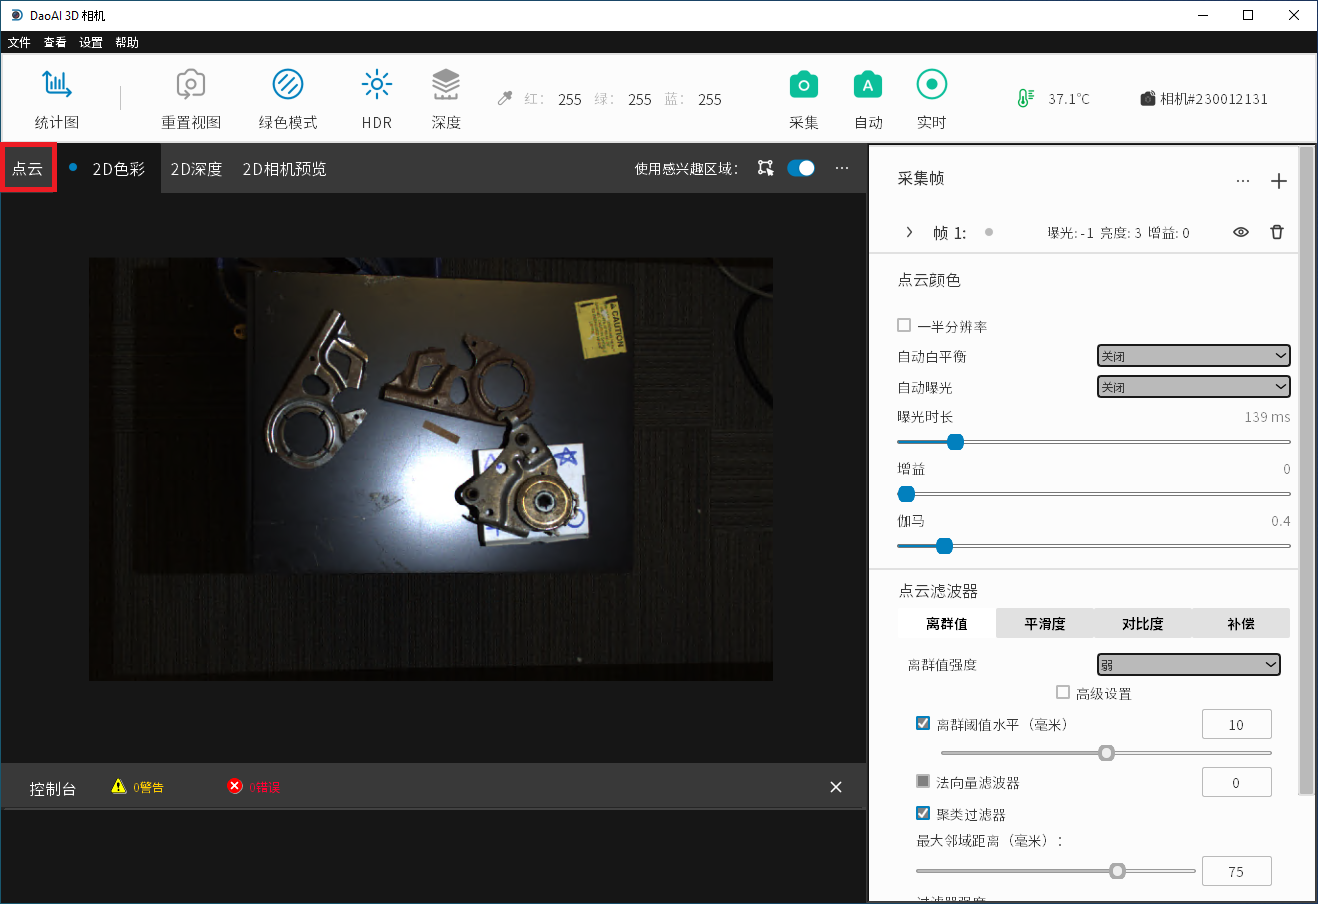 DaoAI 3D 相机
文件 查看 设置 帮助
统计图 重置视图 绿色模式 HDR 深度 红: 255 绿: 255 蓝: 255 采集 自动 实时 37.1℃ 相机#230012131
点云 2D色彩 2D深度 2D相机预览 使用感兴趣区域: ...
采集帧 ...
帧 1: 曝光:-1 亮度: 3 增益: 0
点云颜色
一半分辨率
自动白平衡 关闭
自动曝光 关闭
曝光时长 139 ms
增益 0
伽马 0.4
点云滤波器
离群值 平滑度 对比度 补偿
离群值强度 弱
高级设置
离群阈值水平（毫米） 10
法向量滤波器 0
聚类过滤器
最大邻域距离（毫米）:
75
过滤器强度
CAUTION
控制台 0警告 0错误